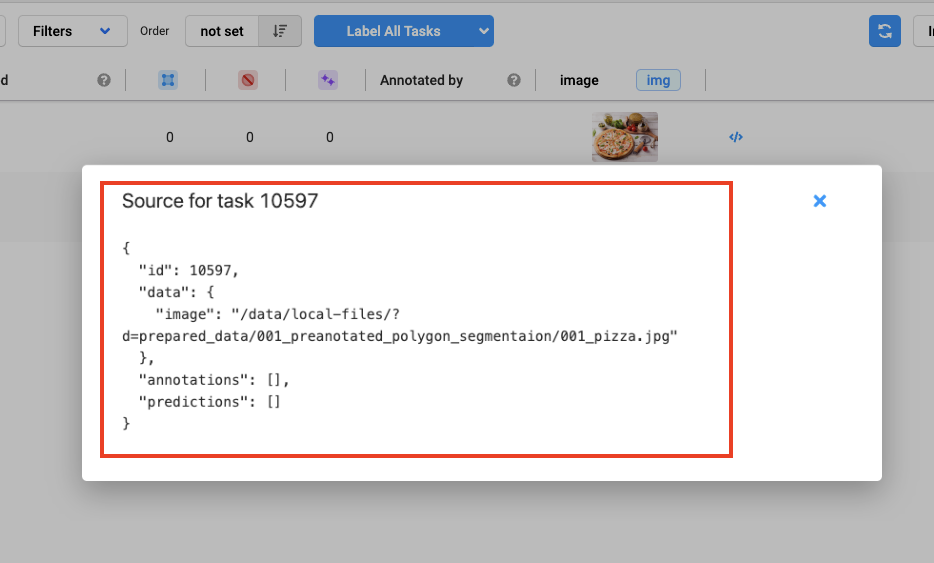 Filters
Order
not set
Label All Tasks
d
Annotated by
image
img
0
0
0
Source for task 10597
{
"id": 10597,
"data": {
"image": "/data/local-files/?
d=prepared_data/001_preanotated_polygon_segmentaion/001_pizza.jpg"
},
"annotations": [],
"predictions": []
}